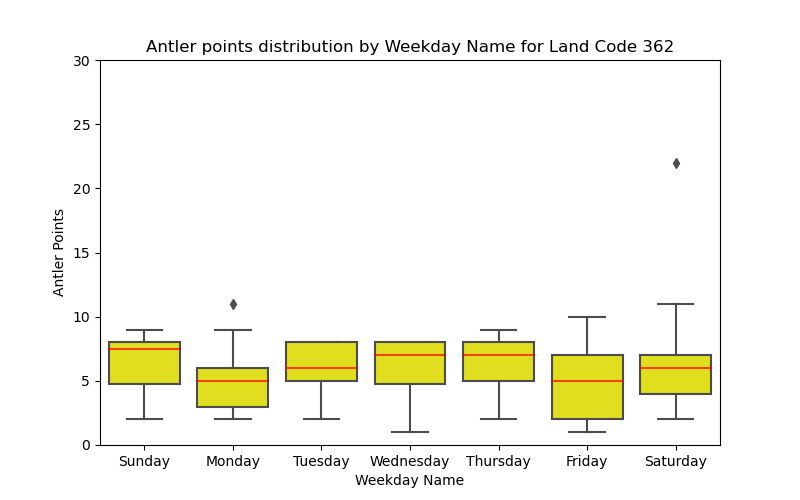 Antler points distribution by Weekday Name for Land Code 362
30
25
20
15
10
5
0
Antler Points
Sunday Monday Tuesday Wednesday Thursday Friday Saturday
Weekday Name